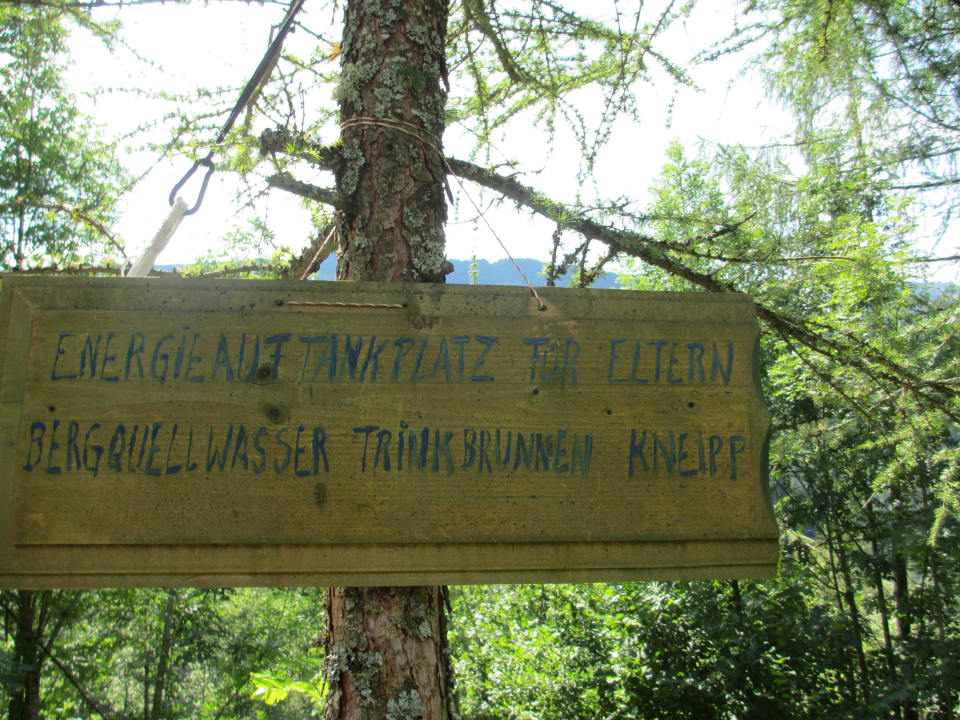 ENERGIEAUFTANKPLATZ FÜR ELTERN
BERGQUELLWASSER TRINKBRUNNEN KNEIPP